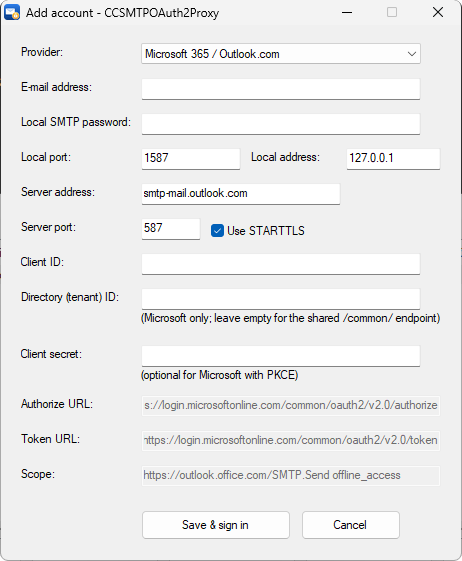 Add account - CCSMTPOAuth2Proxy
Provider: Microsoft 365 / Outlook.com
E-mail address:
Local SMTP password:
Local port: 1587 Local address: 127.0.0.1
Server address: smtp-mail.outlook.com
Server port: 587 Use STARTTLS
Client ID:
Directory (tenant) ID:
(Microsoft only; leave empty for the shared /common/ endpoint)
Client secret:
(optional for Microsoft with PKCE)
Authorize URL: s://login.microsoftonline.com/common/oauth2/v2.0/authorize
Token URL: https://login.microsoftonline.com/common/oauth2/v2.0/token
Scope: https://outlook.office.com/SMTP.Send offline_access
Save & sign in Cancel